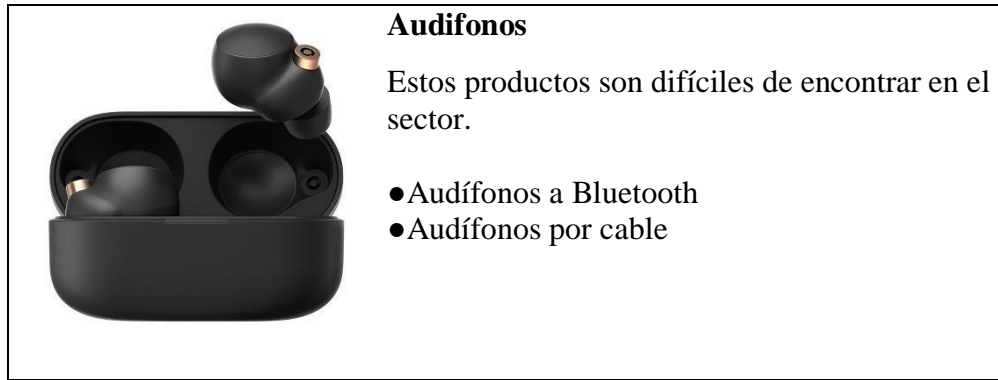 Audifonos
Estos productos son difíciles de encontrar en el
sector.
●Audífonos a Bluetooth
●Audífonos por cable